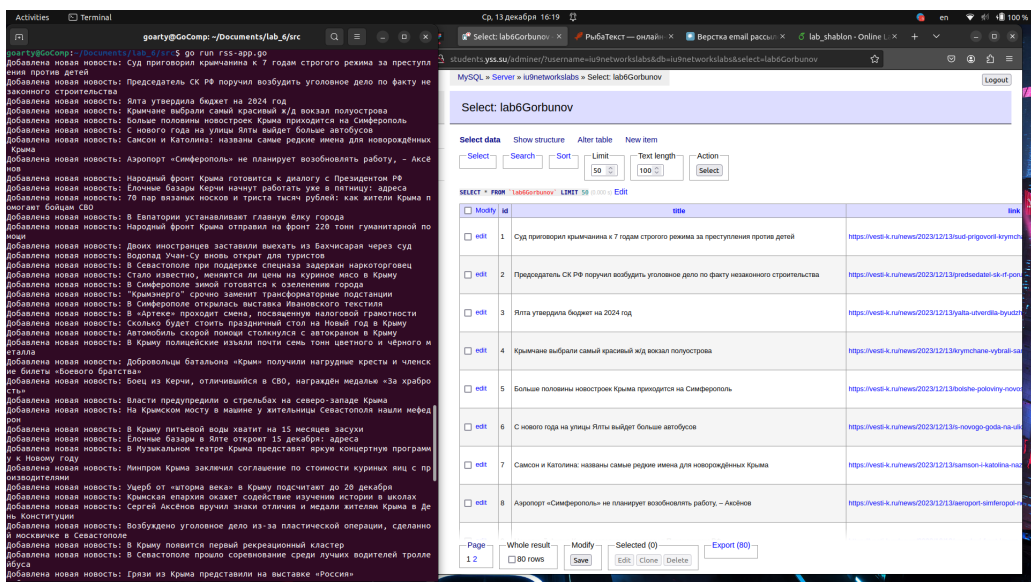 Activities
Terminal
Ср, 13 декабря 16:19
en
100 %
goarty@GoComp: ~/Documents/lab_6/src
goarty@GoComp:~/Documents/lab_6/src$ go run rss-app.go
Добавлена новая новость: Суд приговорил крымчанина к 7 годам строгого режима за преступл
ения против детей
Добавлена новая новость: Председатель СК РФ поручил возбудить уголовное дело по факту не
законного строительства
Добавлена новая новость: Ялта утвердила бюджет на 2024 год
Добавлена новая новость: Крымчане выбрали самый красивый ж/д вокзал полуострова
Добавлена новая новость: Больше половины новостроек Крыма приходится на Симферополь
Добавлена новая новость: С нового года на улицы Ялты выйдет больше автобусов
Добавлена новая новость: Самсон и Католина: названы самые редкие имена для новорождённых
Крыма
Добавлена новая новость: Аэропорт «Симферополь» не планирует возобновлять работу, – Аксё
нов
Добавлена новая новость: Народный фронт Крыма готовится к диалогу с Президентом РФ
Добавлена новая новость: Ёлочные базары Керчи начнут работать уже в пятницу: адреса
Добавлена новая новость: 70 пар вязаных носков и триста тысяч рублей: как жители Крыма п
омогают бойцам СВО
Добавлена новая новость: В Евпатории устанавливают главную ёлку города
Добавлена новая новость: Народный фронт Крыма отправил на фронт 220 тонн гуманитарной по
мощи
Добавлена новая новость: Двоих иностранцев заставили выехать из Бахчисарая через суд
Добавлена новая новость: Водопад Учан-Су вновь открыт для туристов
Добавлена новая новость: В Севастополе при поддержке спецназа задержан наркоторговец
Добавлена новая новость: Стало известно, меняются ли цены на куриное мясо в Крыму
Добавлена новая новость: В Симферополе зимой готовятся к озеленению города
Добавлена новая новость: "Крымэнерго" срочно заменит трансформаторные подстанции
Добавлена новая новость: В Симферополе открылась выставка Ивановского текстиля
Добавлена новая новость: В «Артеке» проходит смена, посвященную налоговой грамотности
Добавлена новая новость: Сколько будет стоить праздничный стол на Новый год в Крыму
Добавлена новая новость: Автомобиль скорой помощи столкнулся с автокраном в Крыму
Добавлена новая новость: В Крыму полицейские изъяли почти семь тонн цветного и чёрного м
еталла
Добавлена новая новость: Добровольцы батальона «Крым» получили нагрудные кресты и членск
ие билеты «Боевого братства»
Добавлена новая новость: Боец из Керчи, отличившийся в СВО, награждён медалью «За храбро
сть»
Добавлена новая новость: Власти предупредили о стрельбах на северо-западе Крыма
Добавлена новая новость: На Крымском мосту в машине у жительницы Севастополя нашли мефед
рон
Добавлена новая новость: В Крыму питьевой воды хватит на 15 месяцев засухи
Добавлена новая новость: Ёлочные базары в Ялте откроют 15 декабря: адреса
Добавлена новая новость: В Музыкальном театре Крыма представят яркую концертную программ
у к Новому году
Добавлена новая новость: Минпром Крыма заключил соглашение по стоимости куриных яиц с пр
оизводителями
Добавлена новая новость: Ущерб от «шторма века» в Крыму подсчитают до 20 декабря
Добавлена новая новость: Крымская епархия окажет содействие изучению истории в школах
Добавлена новая новость: Сергей Аксёнов вручил знаки отличия и медали жителям Крыма в Де
нь Конституции
Добавлена новая новость: Возбуждено уголовное дело из-за пластической операции, сделанно
й москвичке в Севастополе
Добавлена новая новость: В Крыму появится первый рекреационный кластер
Добавлена новая новость: В Севастополе прошло соревнование среди лучших водителей тролле
йбуса
Добавлена новая новость: Грязи из Крыма представили на выставке «Россия»
Select: lab6Gorbunov
РыбаТекст — онлайн
Верстка email рассыл
lab_shablon - Online L
students.yss.su/adminer/?username=iu9networkslabs&db=iu9networkslabs&select=lab6Gorbunov
MySQL » Server » iu9networkslabs » Select: lab6Gorbunov
Logout
Select: lab6Gorbunov
Select data Show structure Alter table New item
Select Search Sort Limit Text length Action
50 100 Select
SELECT * FROM `lab6Gorbunov` LIMIT 50 Edit
Modify id title link
edit 1 Суд приговорил крымчанина к 7 годам строгого режима за преступления против детей https://vesti-k.ru/news/2023/12/13/sud-prigovoril-krymch
edit 2 Председатель СК РФ поручил возбудить уголовное дело по факту незаконного строительства https://vesti-k.ru/news/2023/12/13/predsedatel-sk-rf-poru
edit 3 Ялта утвердила бюджет на 2024 год https://vesti-k.ru/news/2023/12/13/yalta-utverdila-byudzh
edit 4 Крымчане выбрали самый красивый ж/д вокзал полуострова https://vesti-k.ru/news/2023/12/13/krymchane-vybrali-sa
edit 5 Больше половины новостроек Крыма приходится на Симферополь https://vesti-k.ru/news/2023/12/13/bolshe-poloviny-novos
edit 6 С нового года на улицы Ялты выйдет больше автобусов https://vesti-k.ru/news/2023/12/13/s-novogo-goda-na-uli
edit 7 Самсон и Католина: названы самые редкие имена для новорождённых Крыма https://vesti-k.ru/news/2023/12/13/samson-i-katolina-naz
edit 8 Аэропорт «Симферополь» не планирует возобновлять работу, – Аксёнов https://vesti-k.ru/news/2023/12/13/aeroport-simferopol-n
Page Whole result Modify Selected (0) Export (80)
1 2 80 rows Save Edit Clone Delete